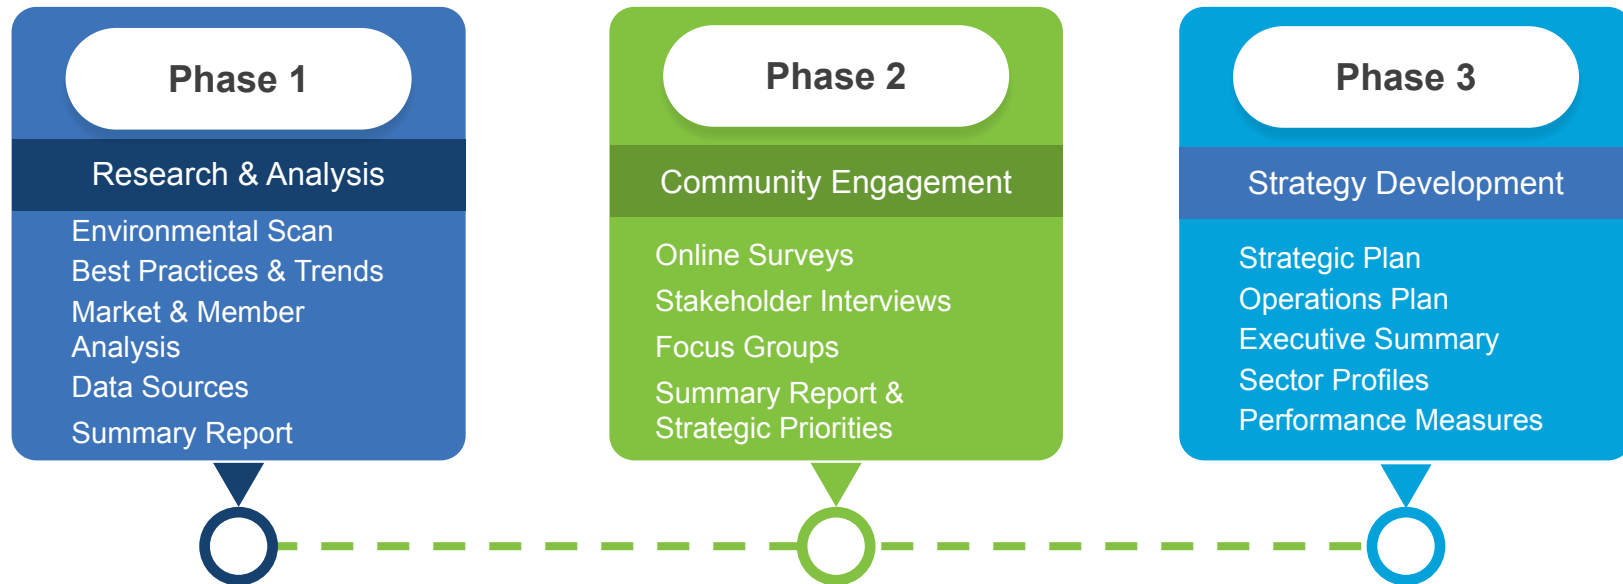 Phase 1
Research & Analysis
Environmental Scan
Best Practices & Trends
Market & Member
Analysis
Data Sources
Summary Report
Phase 2
Community Engagement
Online Surveys
Stakeholder Interviews
Focus Groups
Summary Report &
Strategic Priorities
Phase 3
Strategy Development
Strategic Plan
Operations Plan
Executive Summary
Sector Profiles
Performance Measures